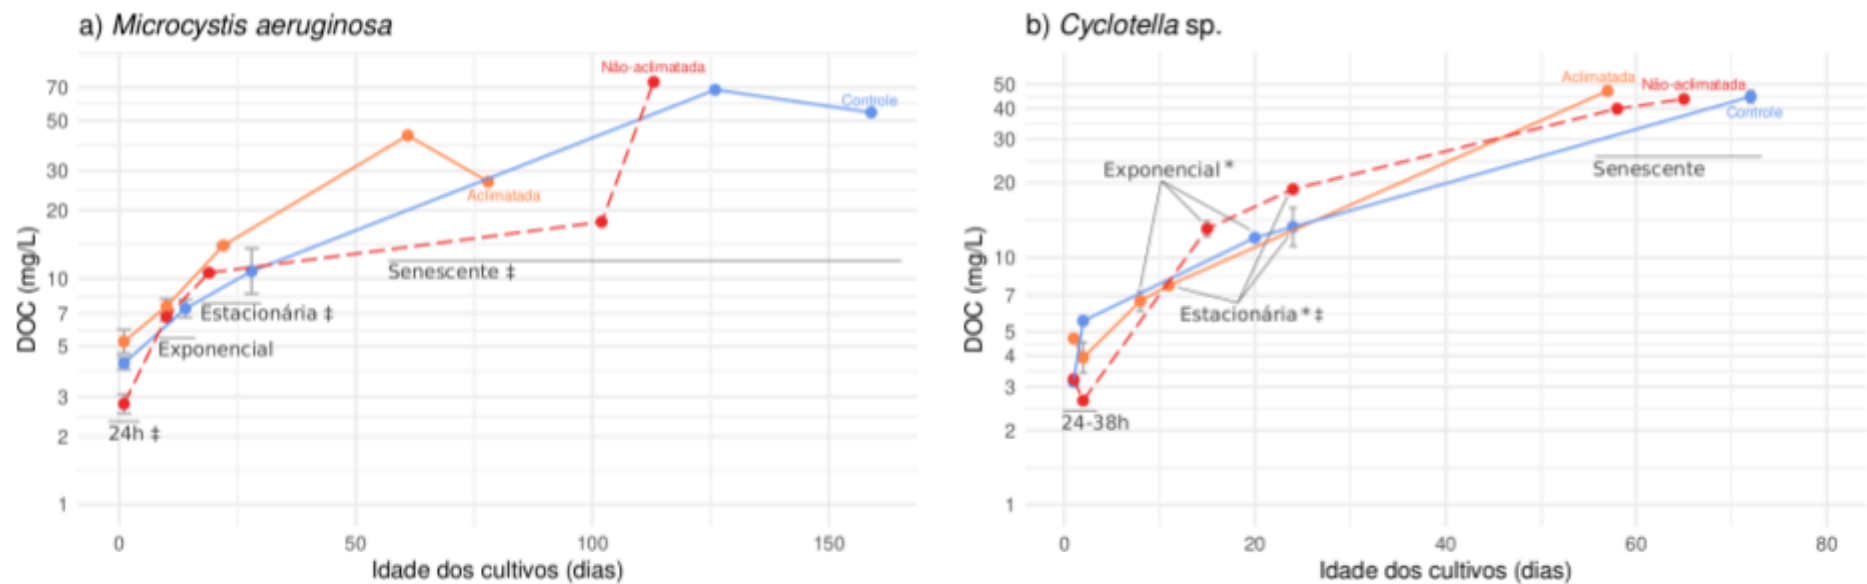 a) Microcystis aeruginosa
Não-aclimatada
Controle
Aclimatada
Senescente ‡
Estacionária ‡
Exponencial
24h ‡
70
50
30
20
10
7
5
3
2
1
DOC (mg/L)
0
50
100
150
Idade dos cultivos (dias)
b) Cyclotella sp.
Aclimatada
Não-aclimatada
Controle
Exponencial *
Senescente
Estacionária * ‡
24-38h
50
40
30
20
10
7
5
4
3
2
1
DOC (mg/L)
0
20
40
60
80
Idade dos cultivos (dias)